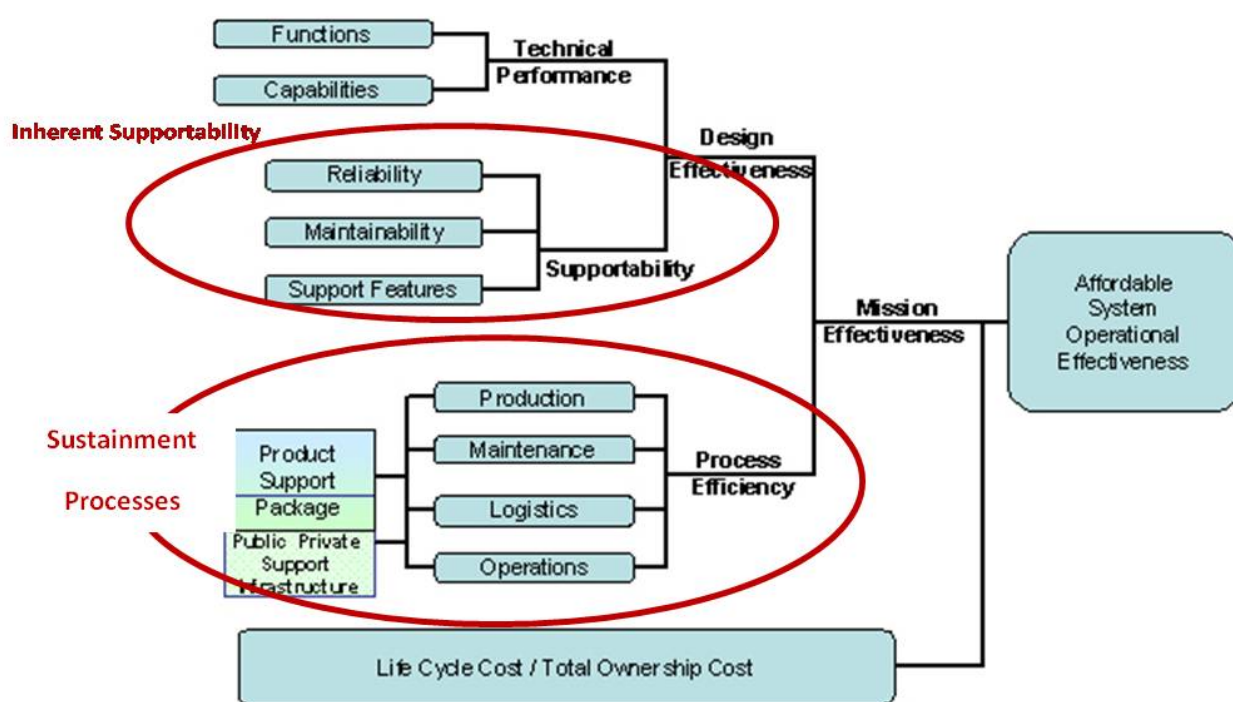 Functions
Technical
Performance
Capabilities
Inherent Supportability
Design
Effectiveness
Reliability
Maintainability
Supportability
Support Features
Affordable
System
Operational
Effectiveness
Mission
Effectiveness
Production
Sustainment
Processes
Product
Support
Package
Public Private
Support
Infrastructure
Maintenance
Process
Efficiency
Logistics
Operations
Life Cycle Cost / Total Ownership Cost